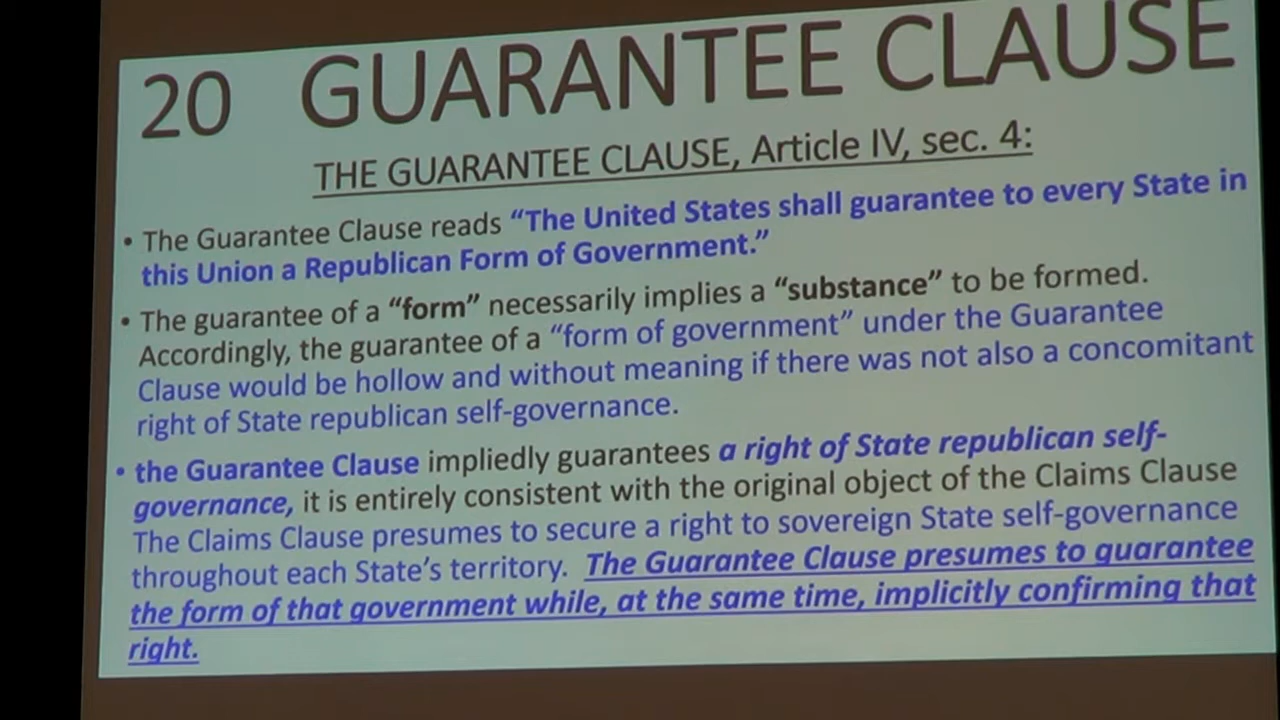 20 GUARANTEE CLAUSE
THE GUARANTEE CLAUSE, Article IV, sec. 4:
• The Guarantee Clause reads “The United States shall guarantee to every State in
this Union a Republican Form of Government.”
• The guarantee of a “form” necessarily implies a “substance” to be formed.
Accordingly, the guarantee of a “form of government” under the Guarantee
Clause would be hollow and without meaning if there was not also a concomitant
right of State republican self-governance.
• the Guarantee Clause impliedly guarantees a right of State republican self-
governance, it is entirely consistent with the original object of the Claims Clause
The Claims Clause presumes to secure a right to sovereign State self-governance
throughout each State’s territory. The Guarantee Clause presumes to guarantee
the form of that government while, at the same time, implicitly confirming that
right.